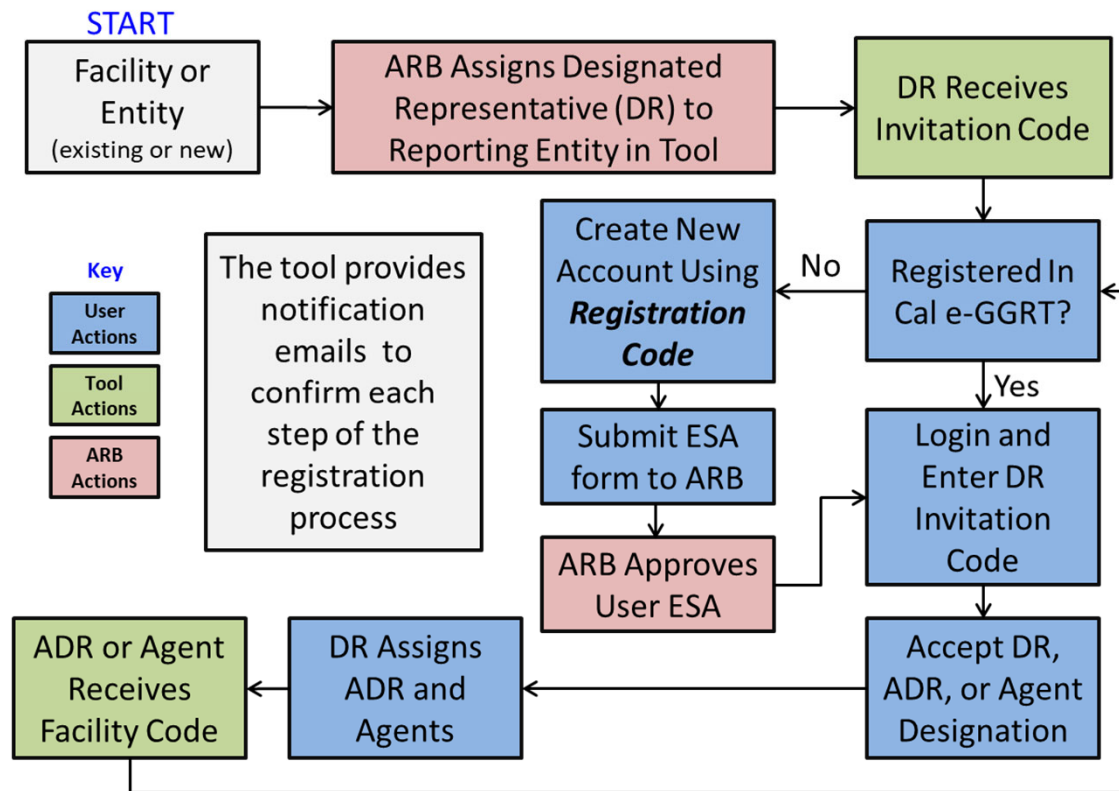 START
Facility or
Entity
(existing or new)
ARB Assigns Designated
Representative (DR) to
Reporting Entity in Tool
DR Receives
Invitation Code
Registered In
Cal e-GGRT?
No
Yes
Create New
Account Using
Registration
Code
Submit ESA
form to ARB
ARB Approves
User ESA
Login and
Enter DR
Invitation
Code
Accept DR,
ADR, or Agent
Designation
DR Assigns
ADR and
Agents
ADR or Agent
Receives
Facility Code
The tool provides
notification
emails to
confirm each
step of the
registration
process
Key
User
Actions
Tool
Actions
ARB
Actions